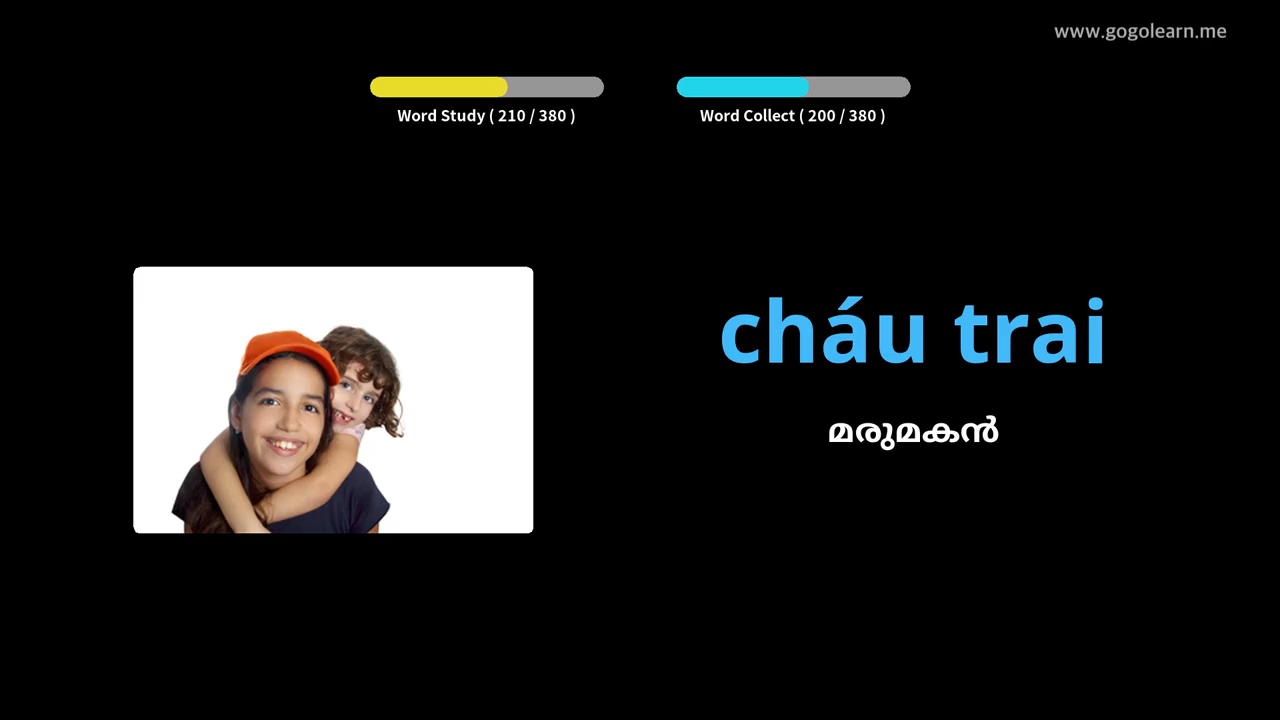 www.gogolearn.me
Word Study ( 210 / 380 )
Word Collect ( 200 / 380 )
cháu trai
മരുമകൻ